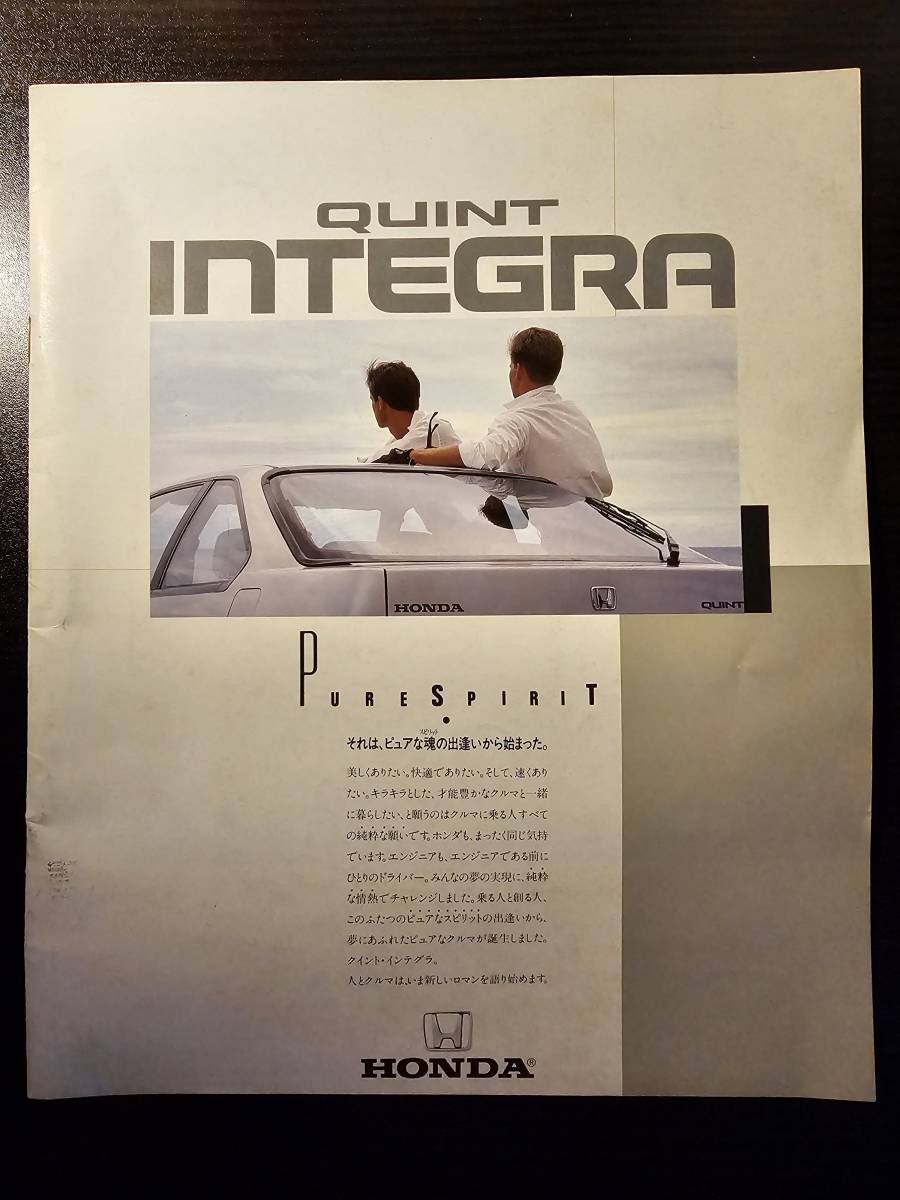 QUINT
INTEGRA
HONDA
QUINT
PURE SPIRIT
スピリット
それは、ピュアな魂の出逢いから始まった。
美しくありたい。快適でありたい。そして、速くあり
たい。キラキラとした、才能豊かなクルマと一緒
に暮らしたい、と願うのはクルマに乗る人すべて
の純粋な願いです。ホンダも、まったく同じ気持
でいます。エンジニアも、エンジニアである前に
ひとりのドライバー。みんなの夢の実現に、純粋
な情熱でチャレンジしました。乗る人と創る人、
このふたつのピュアなスピリットの出逢いから、
夢にあふれたピュアなクルマが誕生しました。
クイント・インテグラ。
人とクルマは、いま新しいロマンを語り始めます。
HONDA®